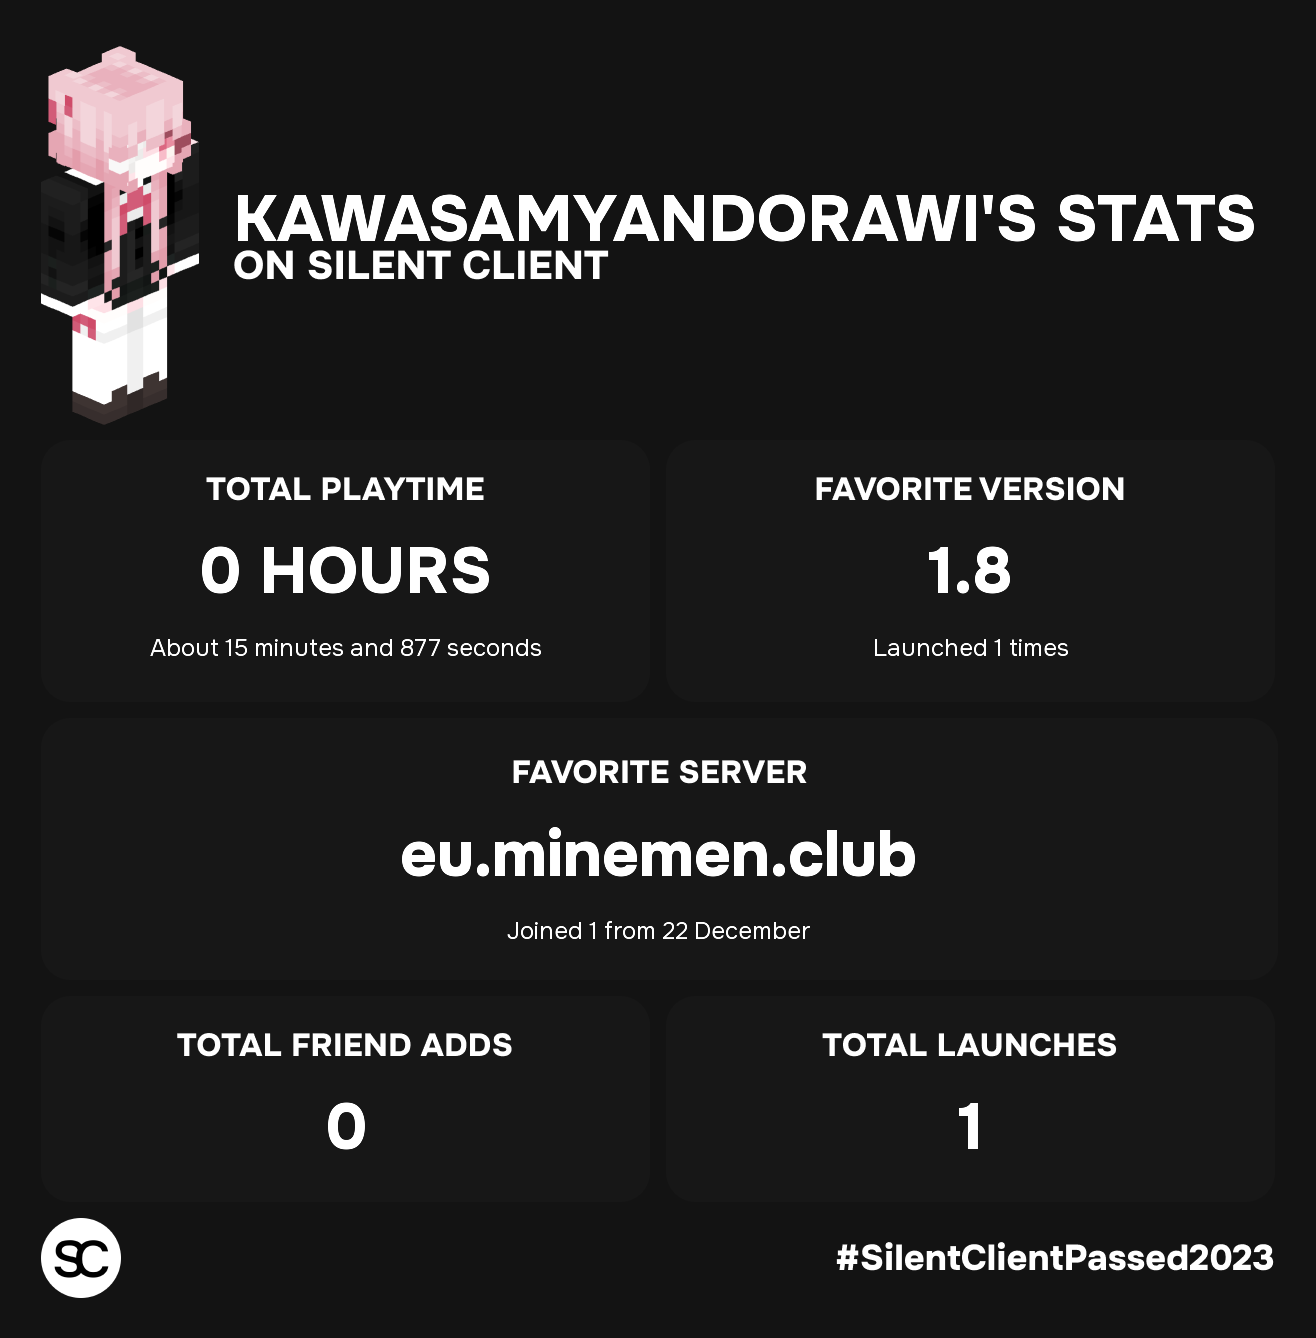 KAWASAMYANDORAWI'S STATS
ON SILENT CLIENT
TOTAL PLAYTIME
0 HOURS
About 15 minutes and 877 seconds
FAVORITE VERSION
1.8
Launched 1 times
FAVORITE SERVER
eu.minemen.club
Joined 1 from 22 December
TOTAL FRIEND ADDS
0
TOTAL LAUNCHES
1
SC
#SilentClientPassed2023